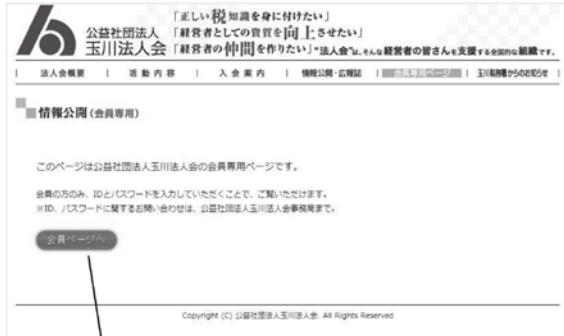 「正しい税知識を身に付けたい」
公益社団法人 「経営者としての資質を向上させたい」
玉川法人会 「経営者の仲間を作りたい」"法人会"は、そんな経営者の皆さんを支援する全国的な組織です。
| 法人会概要 | 活動内容 | 入会案内 | 情報公開・広報誌 | 会員専用ページ | 玉川税務署からのお知らせ |
情報公開(会員専用)
このページは公益社団法人玉川法人会の会員専用ページです。
会員の方のみ、IDとパスワードを入力していただくことで、ご覧いただけます。
※ID、パスワードに関するお問い合わせは、公益社団法人玉川法人会事務局まで。
会員ページへ
Copyright (C) 公益社団法人玉川法人会. All Rights Reserved